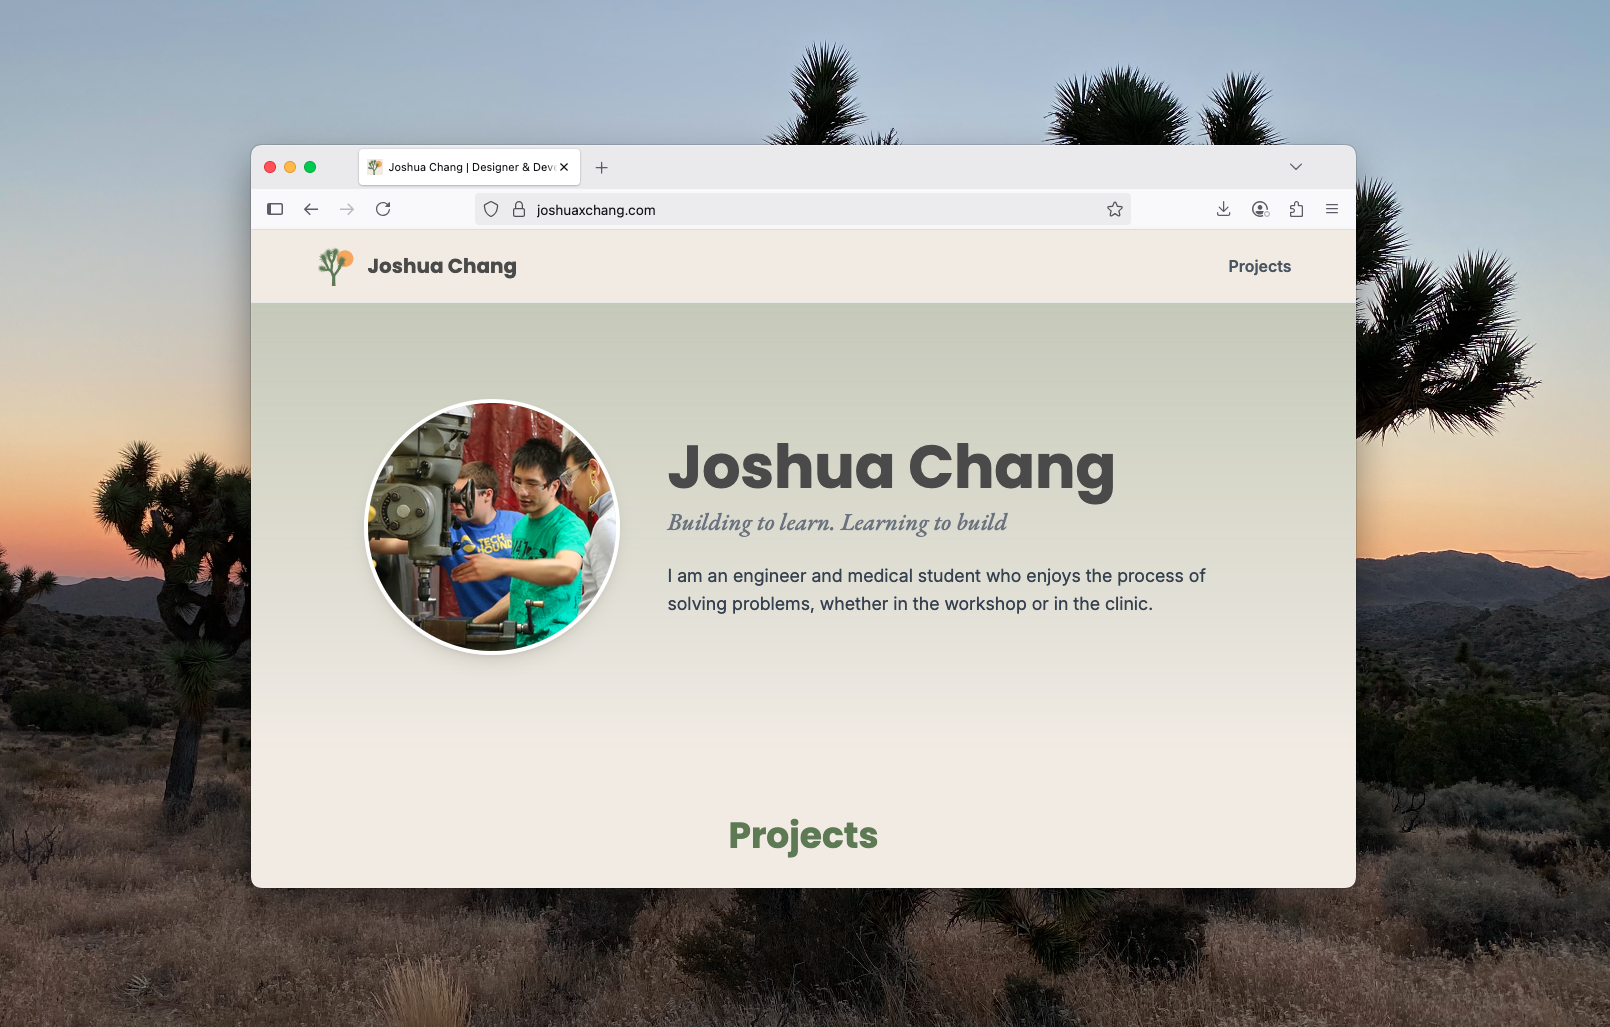 Joshua Chang | Designer & Dev
joshuaxchang.com
Joshua Chang
Projects
TECH
HOUND
Joshua Chang
Building to learn. Learning to build
I am an engineer and medical student who enjoys the process of
solving problems, whether in the workshop or in the clinic.
Projects